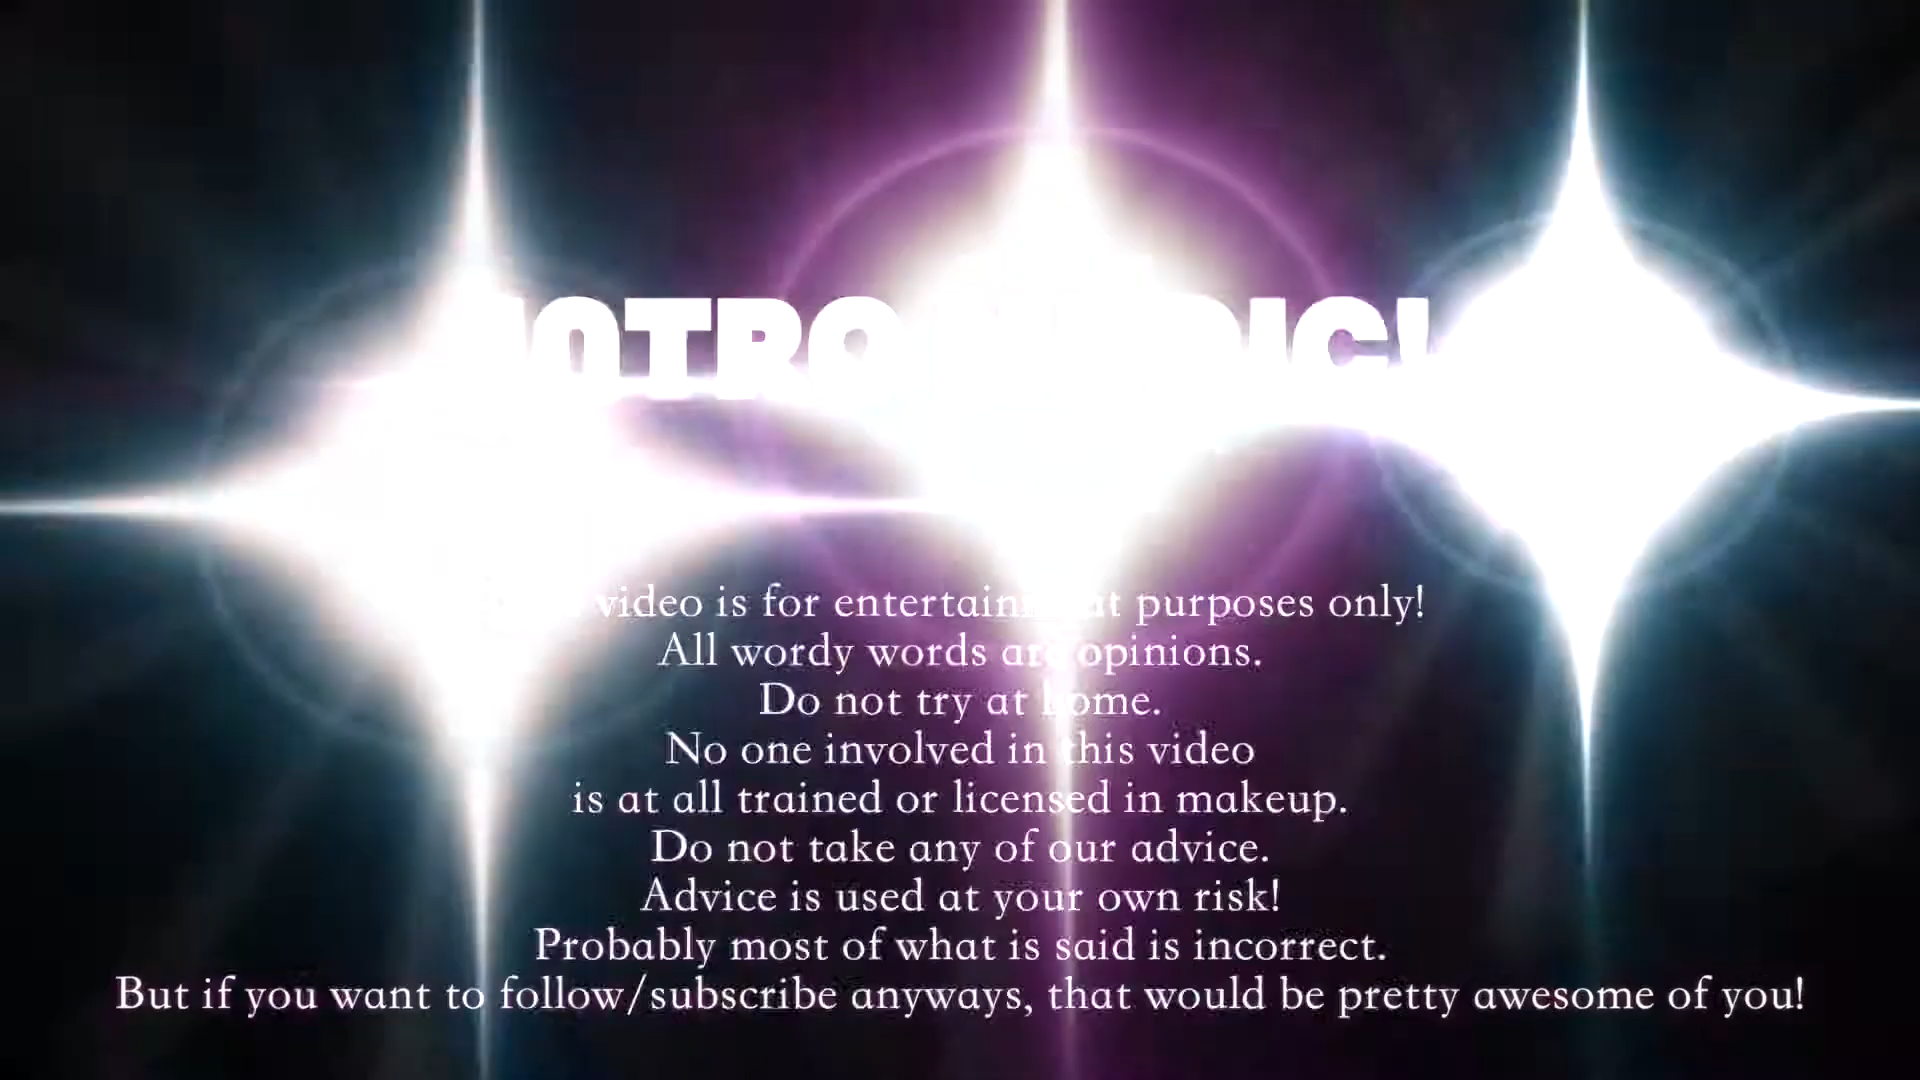 video is for entertainment purposes only!
All wordy words are opinions.
Do not try at home.
No one involved in this video
is at all trained or licensed in makeup.
Do not take any of our advice.
Advice is used at your own risk!
Probably most of what is said is incorrect.
But if you want to follow/subscribe anyways, that would be pretty awesome of you!